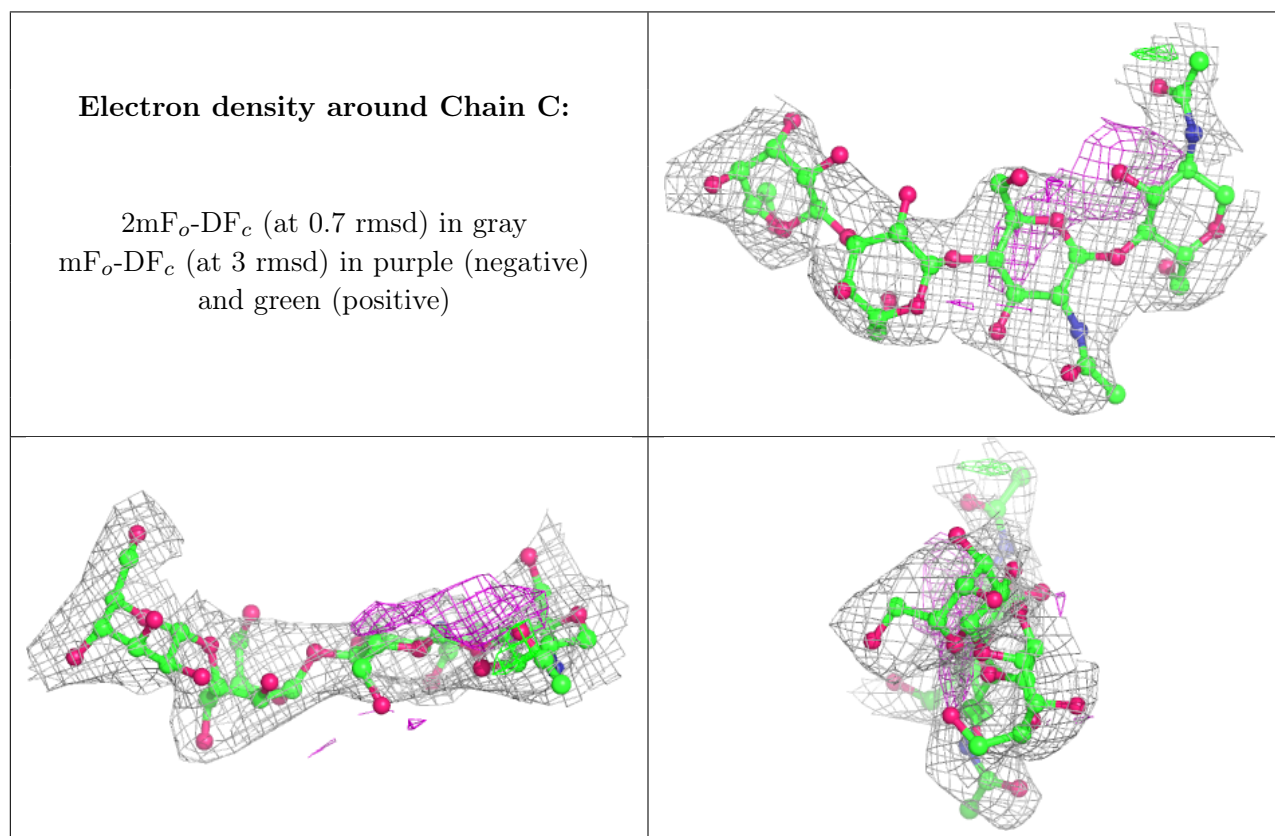 Electron density around Chain C:
2mFo-DFc (at 0.7 rmsd) in gray
mFo-DFc (at 3 rmsd) in purple (negative)
and green (positive)